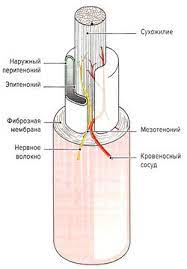 Сухожилие
Наружный
перитеноний
Эпитеноний
Фиброзная
мембрана
Мезотеноний
Нервное
волокно
Кровеносный
сосуд